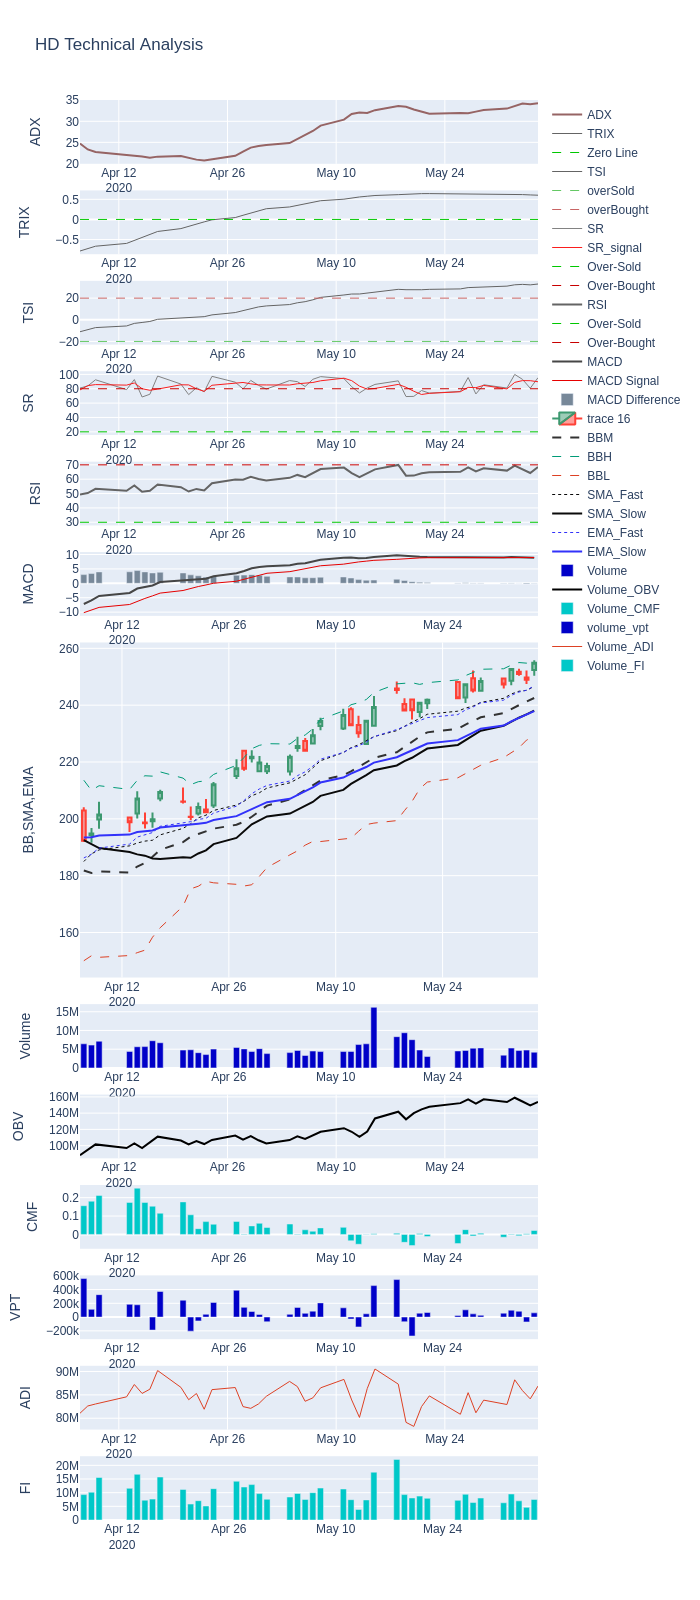 HD Technical Analysis
ADX
35
30
25
20
Apr 12
2020
Apr 26
May 10
May 24
TRIX
0.5
0
−0.5
Apr 12
2020
Apr 26
May 10
May 24
TSI
20
0
−20
Apr 12
2020
Apr 26
May 10
May 24
SR
100
80
60
40
20
Apr 12
2020
Apr 26
May 10
May 24
RSI
70
60
50
40
30
Apr 12
2020
Apr 26
May 10
May 24
MACD
10
5
0
−5
−10
Apr 12
2020
Apr 26
May 10
May 24
BB,SMA,EMA
260
240
220
200
180
160
Apr 12
2020
Apr 26
May 10
May 24
Volume
15M
10M
5M
0
Apr 12
2020
Apr 26
May 10
May 24
OBV
160M
140M
120M
100M
Apr 12
2020
Apr 26
May 10
May 24
CMF
0.2
0.1
0
Apr 12
2020
Apr 26
May 10
May 24
VPT
600k
400k
200k
0
−200k
Apr 12
2020
Apr 26
May 10
May 24
ADI
90M
85M
80M
Apr 12
2020
Apr 26
May 10
May 24
FI
20M
15M
10M
5M
0
Apr 12
2020
Apr 26
May 10
May 24
ADX
TRIX
Zero Line
TSI
overSold
overBought
SR
SR_signal
Over-Sold
Over-Bought
RSI
Over-Sold
Over-Bought
MACD
MACD Signal
MACD Difference
trace 16
BBM
BBH
BBL
SMA_Fast
SMA_Slow
EMA_Fast
EMA_Slow
Volume
Volume_OBV
Volume_CMF
volume_vpt
Volume_ADI
Volume_FI